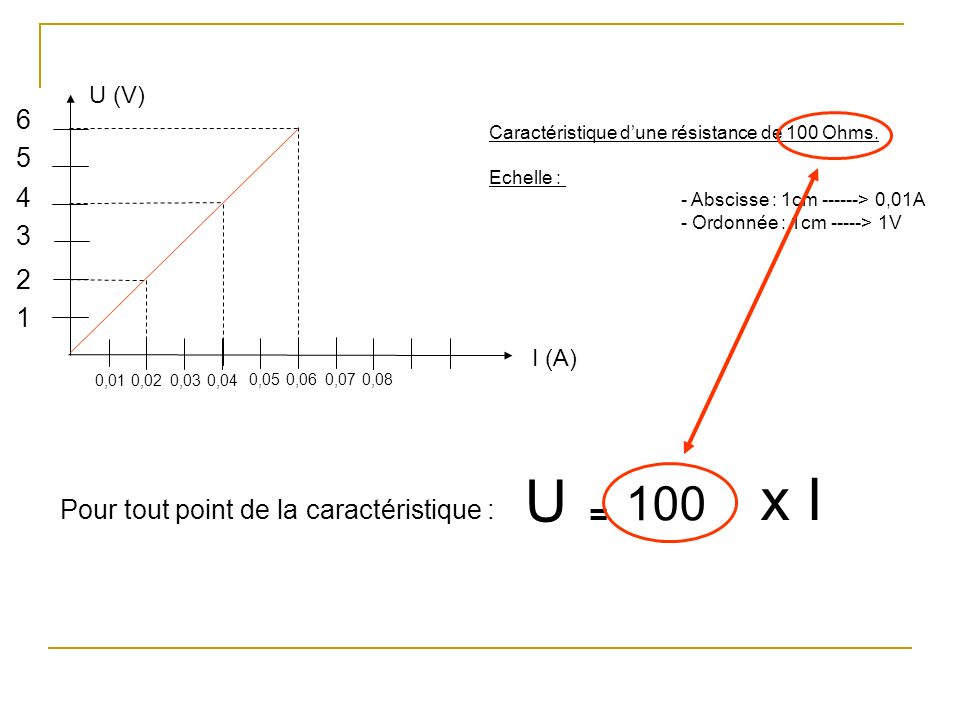 U (V)
6
5
4
3
2
1
0,01 0,02 0,03 0,04 0,05 0,06 0,07 0,08
I (A)
Caractéristique d’une résistance de 100 Ohms.
Echelle :
- Abscisse : 1cm ------> 0,01A
- Ordonnée : 1cm -----> 1V
Pour tout point de la caractéristique : U = 100 x I